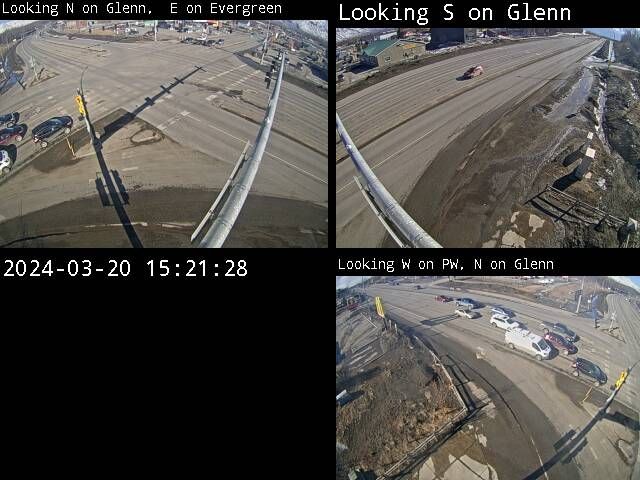 Looking N on Glenn,  E on Evergreen
Looking S on Glenn
2024-03-20 15:21:28
Looking W on PW, N on Glenn